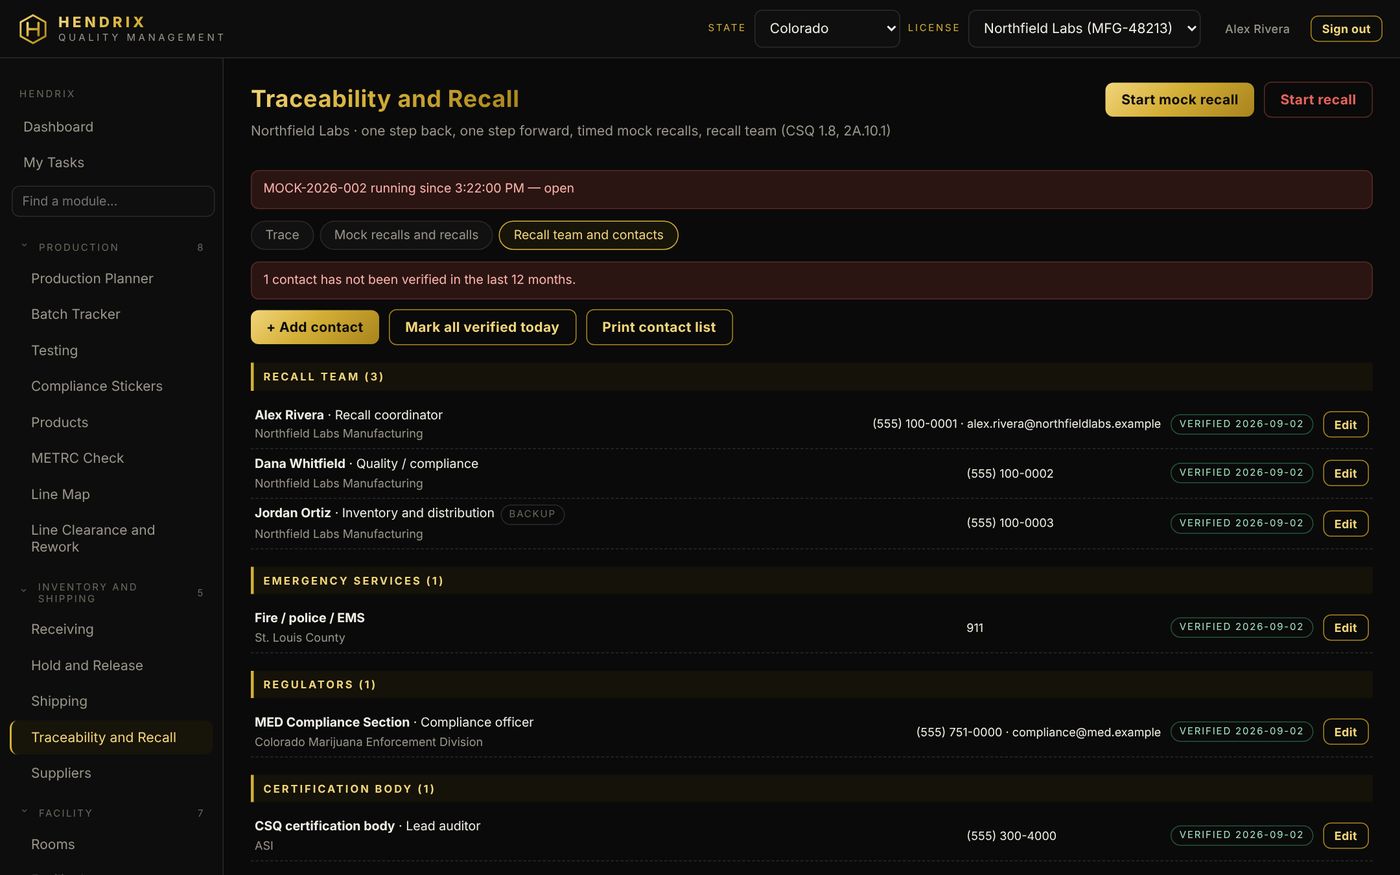 HENDRIX
QUALITY MANAGEMENT
STATE
Colorado
LICENSE
Northfield Labs (MFG-48213)
Alex Rivera
Sign out
HENDRIX
Dashboard
My Tasks
Find a module...
PRODUCTION 8
Production Planner
Batch Tracker
Testing
Compliance Stickers
Products
METRC Check
Line Map
Line Clearance and
Rework
INVENTORY AND
SHIPPING 5
Receiving
Hold and Release
Shipping
Traceability and Recall
Suppliers
FACILITY 7
Rooms
Traceability and Recall
Start mock recall
Start recall
Northfield Labs · one step back, one step forward, timed mock recalls, recall team (CSQ 1.8, 2A.10.1)
MOCK-2026-002 running since 3:22:00 PM — open
Trace
Mock recalls and recalls
Recall team and contacts
1 contact has not been verified in the last 12 months.
+ Add contact
Mark all verified today
Print contact list
RECALL TEAM (3)
Alex Rivera · Recall coordinator
Northfield Labs Manufacturing
(555) 100-0001 · alex.rivera@northfieldlabs.example
VERIFIED 2026-09-02
Edit
Dana Whitfield · Quality / compliance
Northfield Labs Manufacturing
(555) 100-0002
VERIFIED 2026-09-02
Edit
Jordan Ortiz · Inventory and distribution BACKUP
Northfield Labs Manufacturing
(555) 100-0003
VERIFIED 2026-09-02
Edit
EMERGENCY SERVICES (1)
Fire / police / EMS
St. Louis County
911
VERIFIED 2026-09-02
Edit
REGULATORS (1)
MED Compliance Section · Compliance officer
Colorado Marijuana Enforcement Division
(555) 751-0000 · compliance@med.example
VERIFIED 2026-09-02
Edit
CERTIFICATION BODY (1)
CSQ certification body · Lead auditor
ASI
(555) 300-4000
VERIFIED 2026-09-02
Edit